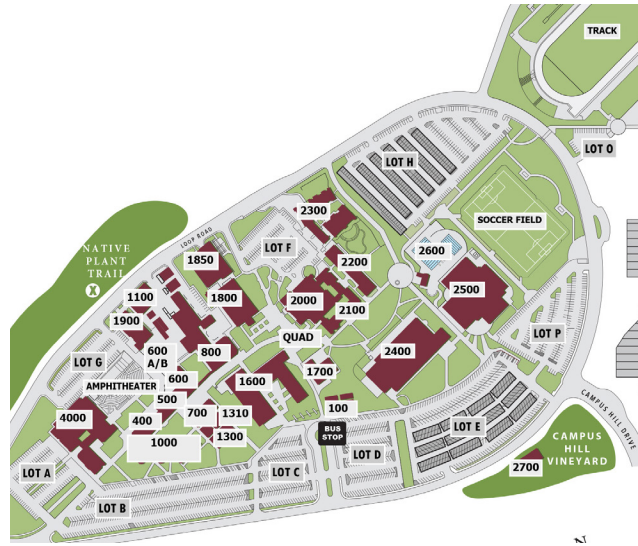 TRACK
LOT O
LOT H
2300
SOCCER FIELD
LOOP ROAD
NATIVE
PLANT
TRAIL
LOT F
1850
2600
2200
1100
1800
2000
2500
2100
1900
QUAD
LOT P
600
A/B
800
2400
LOT G
1700
AMPHITHEATER
600
1600
CAMPUS HILL DRIVE
500
100
4000
400
700
1310
BUS
STOP
LOT E
1000
1300
CAMPUS
HILL
VINEYARD
LOT D
2700
LOT A
LOT C
LOT B
N